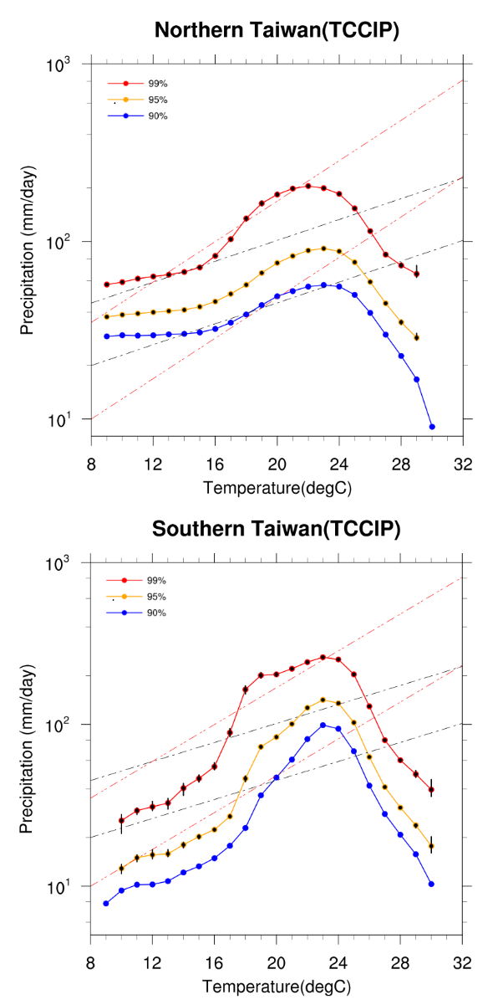 Northern Taiwan(TCCIP)
10³
99%
95%
90%
10²
10¹
Precipitation (mm/day)
8 12 16 20 24 28 32
Temperature(degC)
Southern Taiwan(TCCIP)
10³
99%
95%
90%
10²
10¹
Precipitation (mm/day)
8 12 16 20 24 28 32
Temperature(degC)